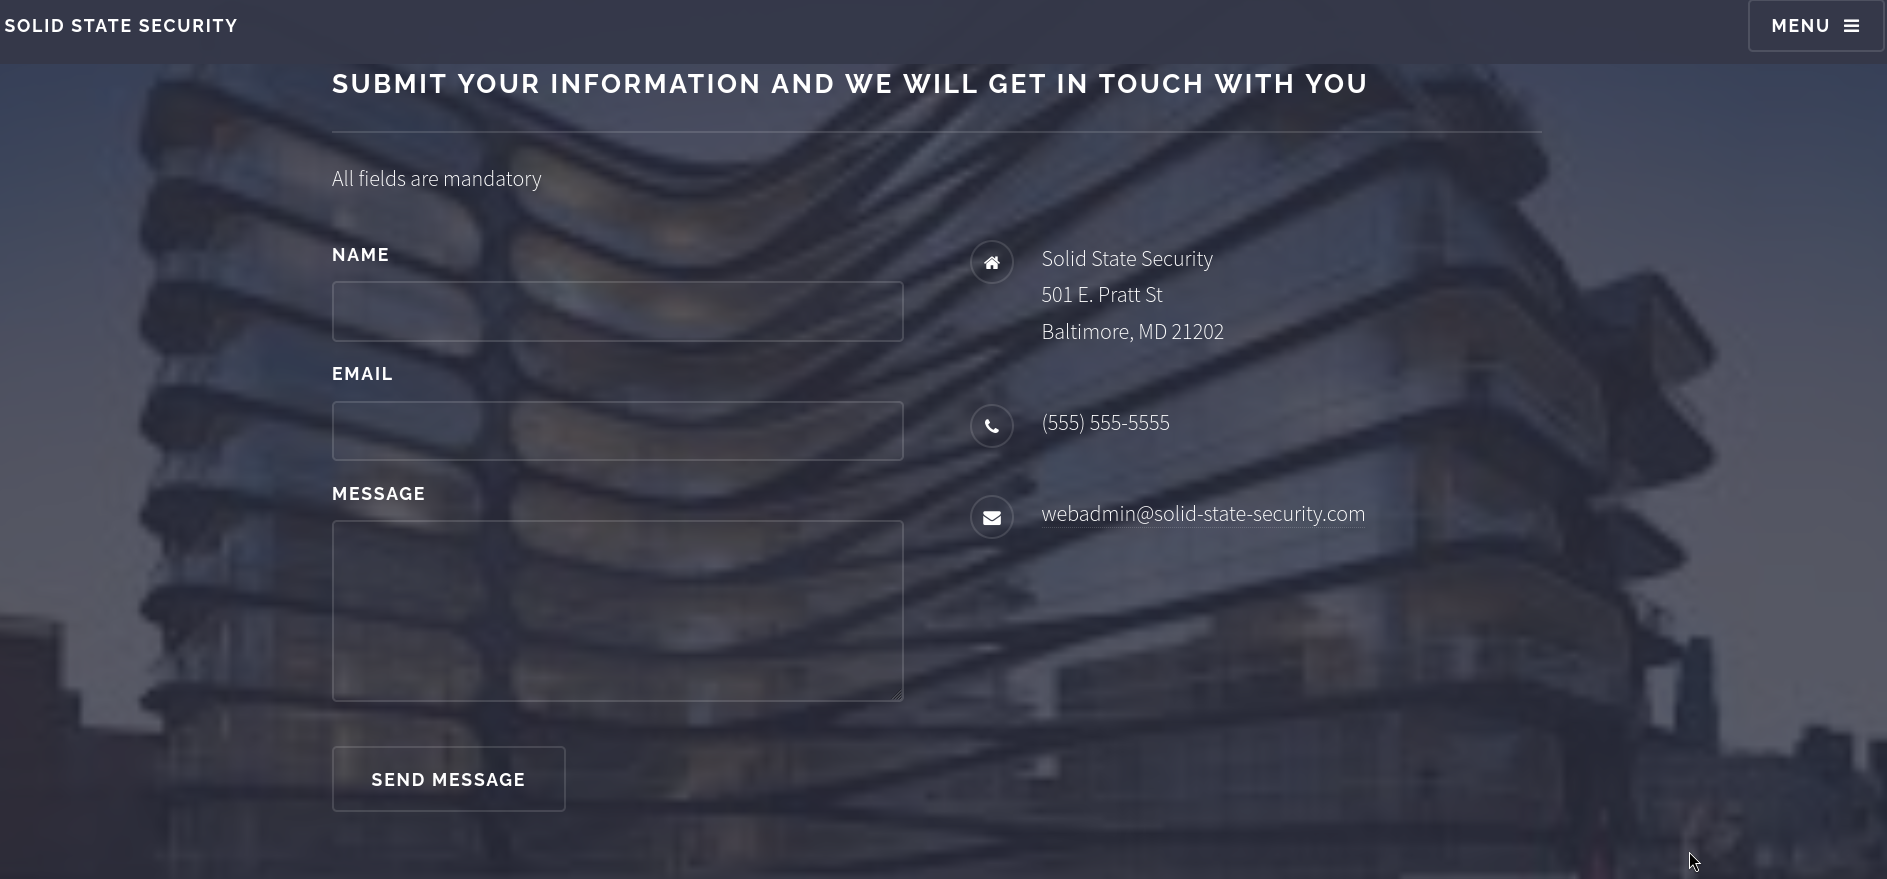 SOLID STATE SECURITY
MENU
SUBMIT YOUR INFORMATION AND WE WILL GET IN TOUCH WITH YOU
All fields are mandatory
NAME
EMAIL
MESSAGE
SEND MESSAGE
Solid State Security
501 E. Pratt St
Baltimore, MD 21202
(555) 555-5555
webadmin@solid-state-security.com